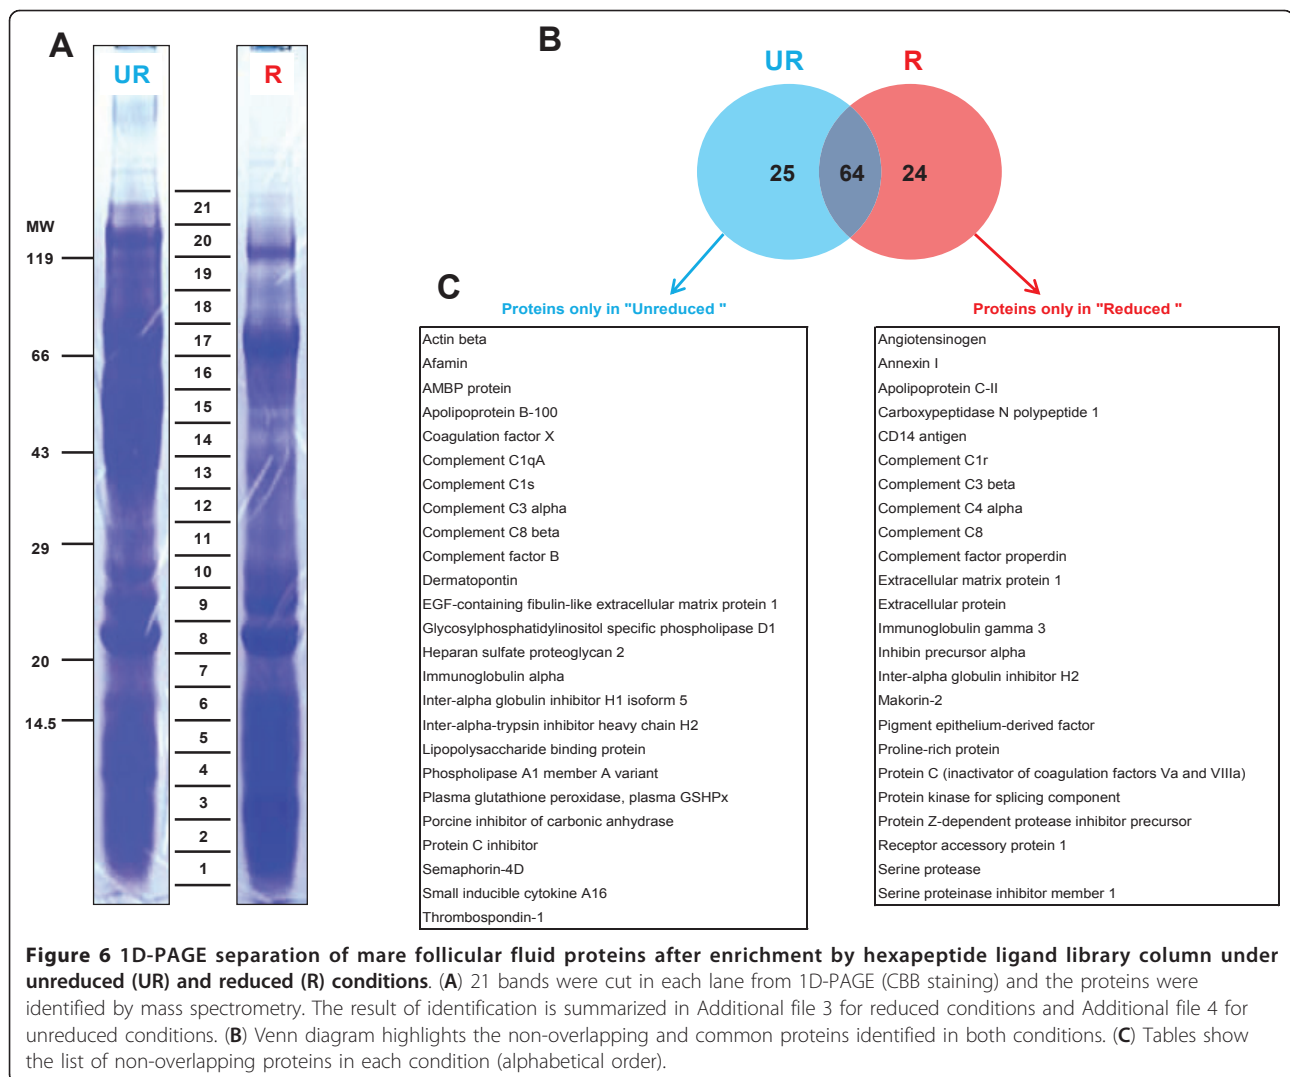 A
UR
R
MW
119
66
43
29
20
14.5
21
20
19
18
17
16
15
14
13
12
11
10
9
8
7
6
5
4
3
2
1
B
UR
R
25
64
24
C
Proteins only in "Unreduced "
Actin beta
Afamin
AMBP protein
Apolipoprotein B-100
Coagulation factor X
Complement C1qA
Complement C1s
Complement C3 alpha
Complement C8 beta
Complement factor B
Dermatopontin
EGF-containing fibulin-like extracellular matrix protein 1
Glycosylphosphatidylinositol specific phospholipase D1
Heparan sulfate proteoglycan 2
Immunoglobulin alpha
Inter-alpha globulin inhibitor H1 isoform 5
Inter-alpha-trypsin inhibitor heavy chain H2
Lipopolysaccharide binding protein
Phospholipase A1 member A variant
Plasma glutathione peroxidase, plasma GSHPx
Porcine inhibitor of carbonic anhydrase
Protein C inhibitor
Semaphorin-4D
Small inducible cytokine A16
Thrombospondin-1
Proteins only in "Reduced "
Angiotensinogen
Annexin I
Apolipoprotein C-II
Carboxypeptidase N polypeptide 1
CD14 antigen
Complement C1r
Complement C3 beta
Complement C4 alpha
Complement C8
Complement factor properdin
Extracellular matrix protein 1
Extracellular protein
Immunoglobulin gamma 3
Inhibin precursor alpha
Inter-alpha globulin inhibitor H2
Makorin-2
Pigment epithelium-derived factor
Proline-rich protein
Protein C (inactivator of coagulation factors Va and VIIIa)
Protein kinase for splicing component
Protein Z-dependent protease inhibitor precursor
Receptor accessory protein 1
Serine protease
Serine proteinase inhibitor member 1
Figure 6 1D-PAGE separation of mare follicular fluid proteins after enrichment by hexapeptide ligand library column under
unreduced (UR) and reduced (R) conditions. (A) 21 bands were cut in each lane from 1D-PAGE (CBB staining) and the proteins were
identified by mass spectrometry. The result of identification is summarized in Additional file 3 for reduced conditions and Additional file 4 for
unreduced conditions. (B) Venn diagram highlights the non-overlapping and common proteins identified in both conditions. (C) Tables show
the list of non-overlapping proteins in each condition (alphabetical order).